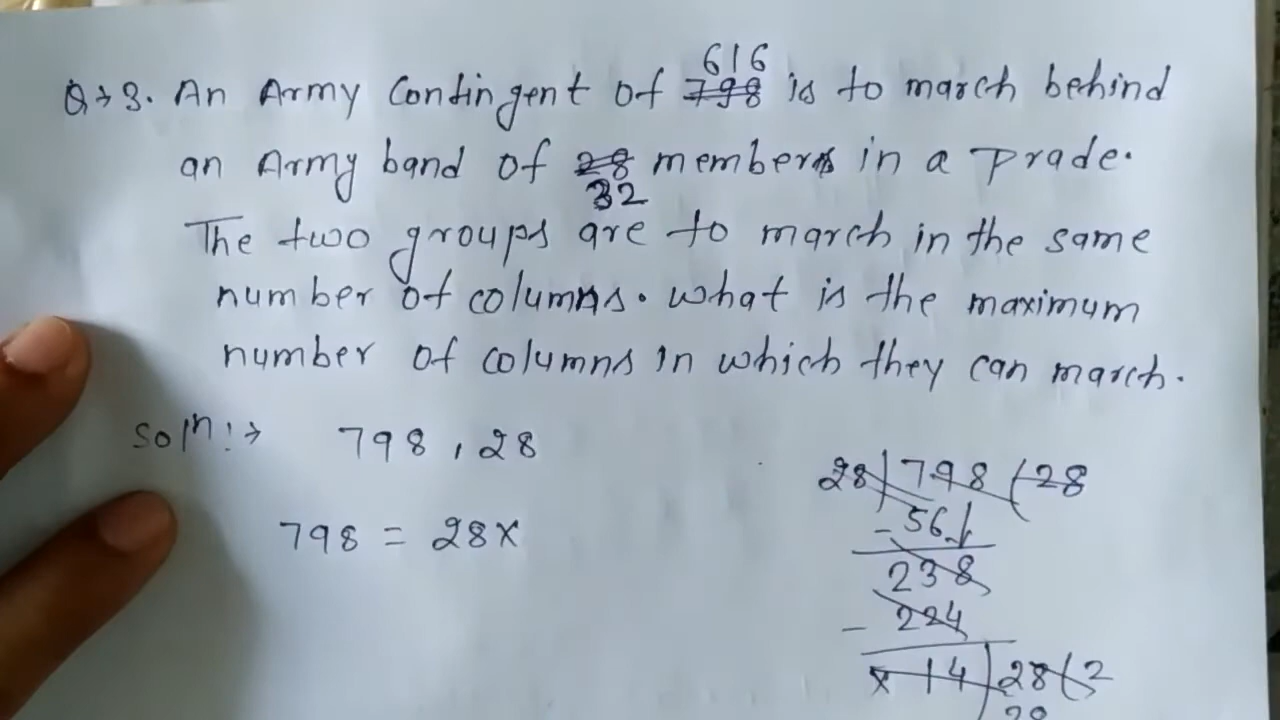 616
Q→3. An Army Contingent of 798 is to march behind
an Army band of 28 members in a prade.
32
The two groups are to march in the same
number of columns. what is the maximum
number of columns in which they can march.
Soln:→ 798, 28
28)798(28
-56↓
798 = 28×
238
-224
× 14)28(2
28